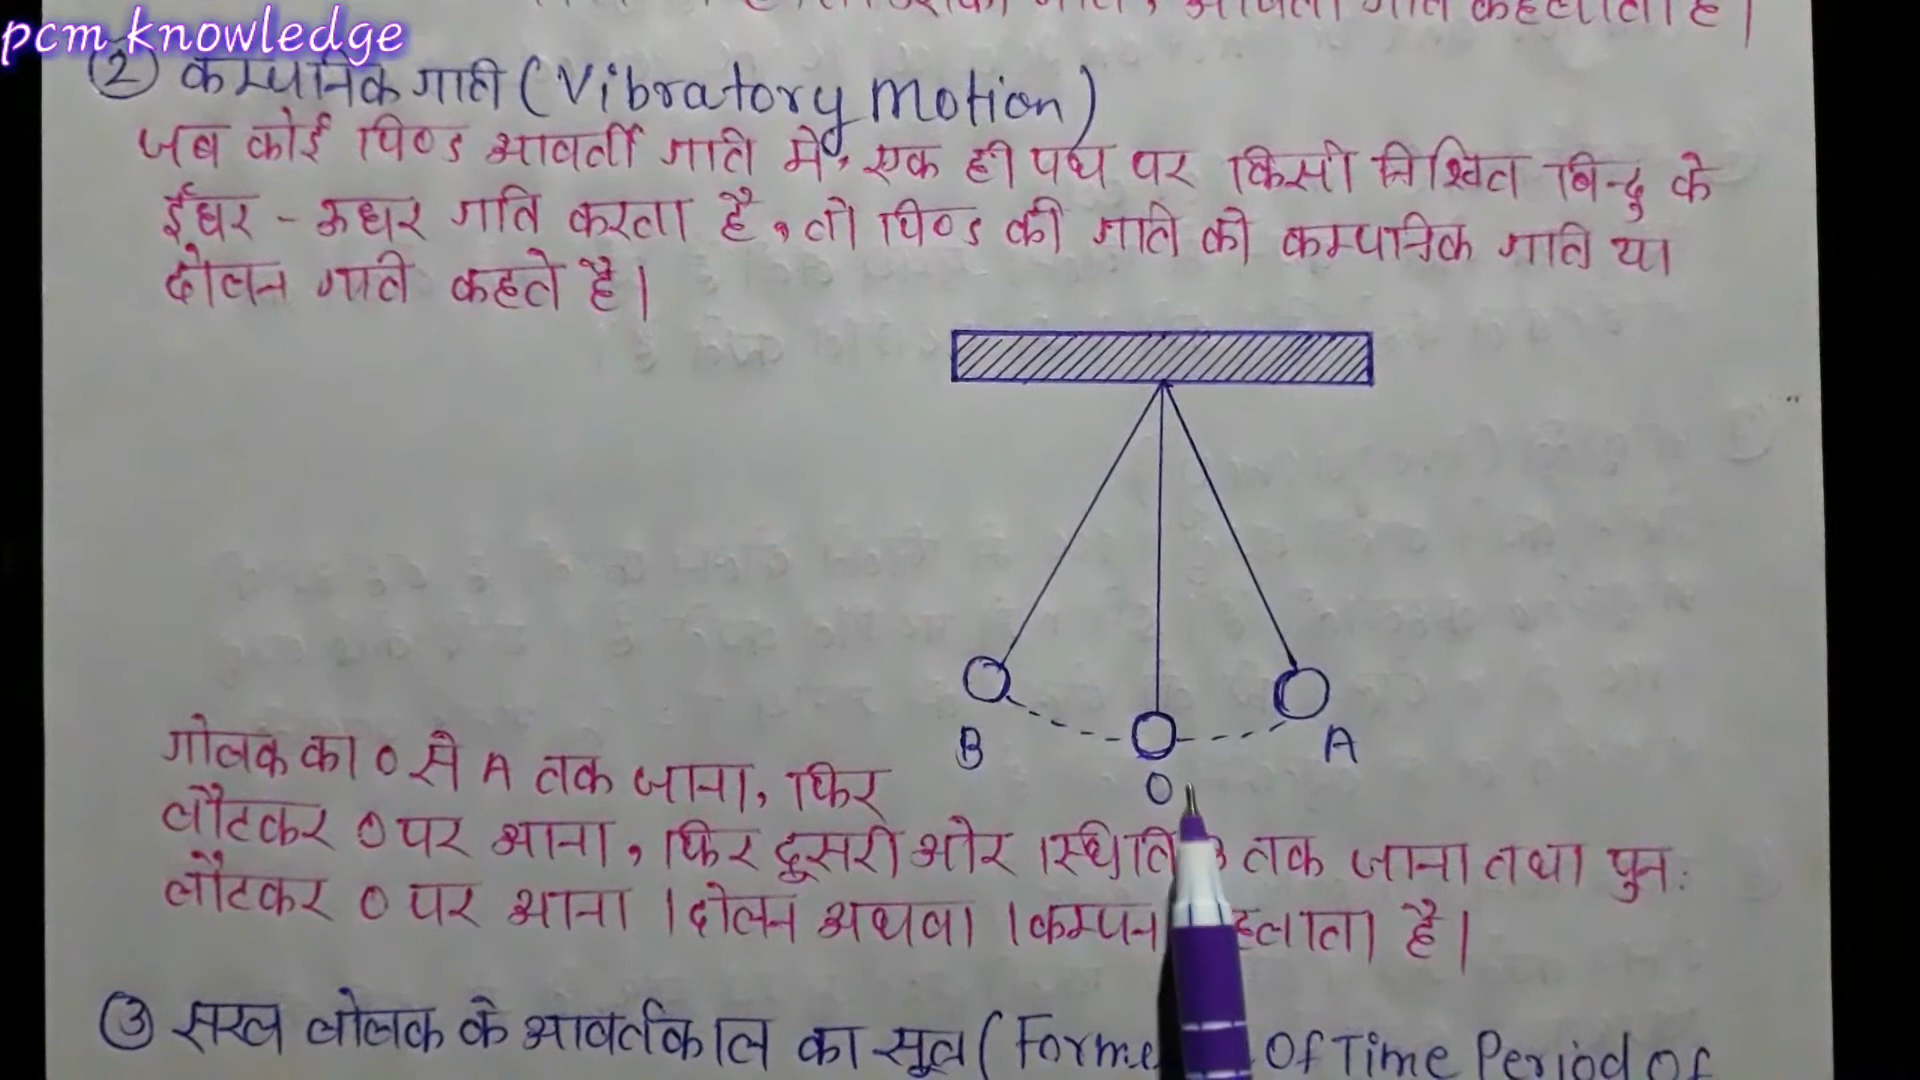 pcm knowledge
कहलाती है।
② कम्पनिक गति (Vibratory Motion)
जब कोई पिण्ड आवर्ती गति में, एक ही पथ पर किसी निश्चित बिन्दु के
ईधर - ऊधर गति करता है, तो पिण्ड की गति को कम्पनिक गति या
दोलन गति कहते है।
B
A
O
गोलक का O से A तक जाना, फिर
लौटकर O पर आना, फिर दूसरी ओर स्थिति तक जाना तथा पुनः
लौटकर O पर आना। दोलन अथवा। कम्पन है।
③ सरल लोलक के आवर्तकाल का सूत्र ( Of Time Period Of